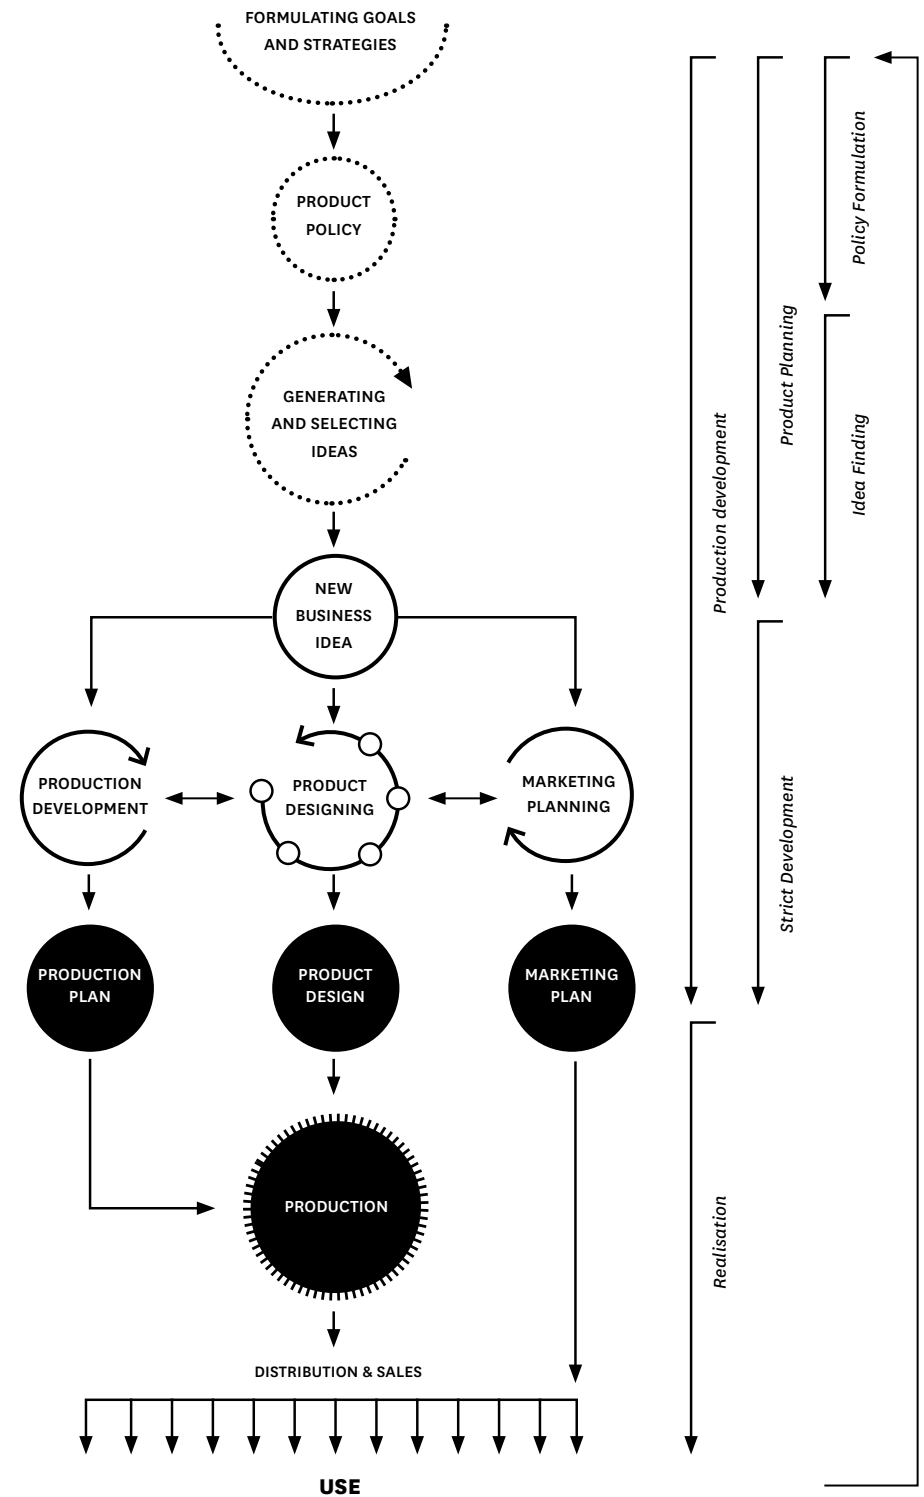 FORMULATING GOALS
AND STRATEGIES
PRODUCT
POLICY
GENERATING
AND SELECTING
IDEAS
NEW
BUSINESS
IDEA
PRODUCTION
DEVELOPMENT
PRODUCT
DESIGNING
MARKETING
PLANNING
PRODUCTION
PLAN
PRODUCT
DESIGN
MARKETING
PLAN
PRODUCTION
DISTRIBUTION & SALES
USE
Production development
Product Planning
Policy Formulation
Idea Finding
Strict Development
Realisation